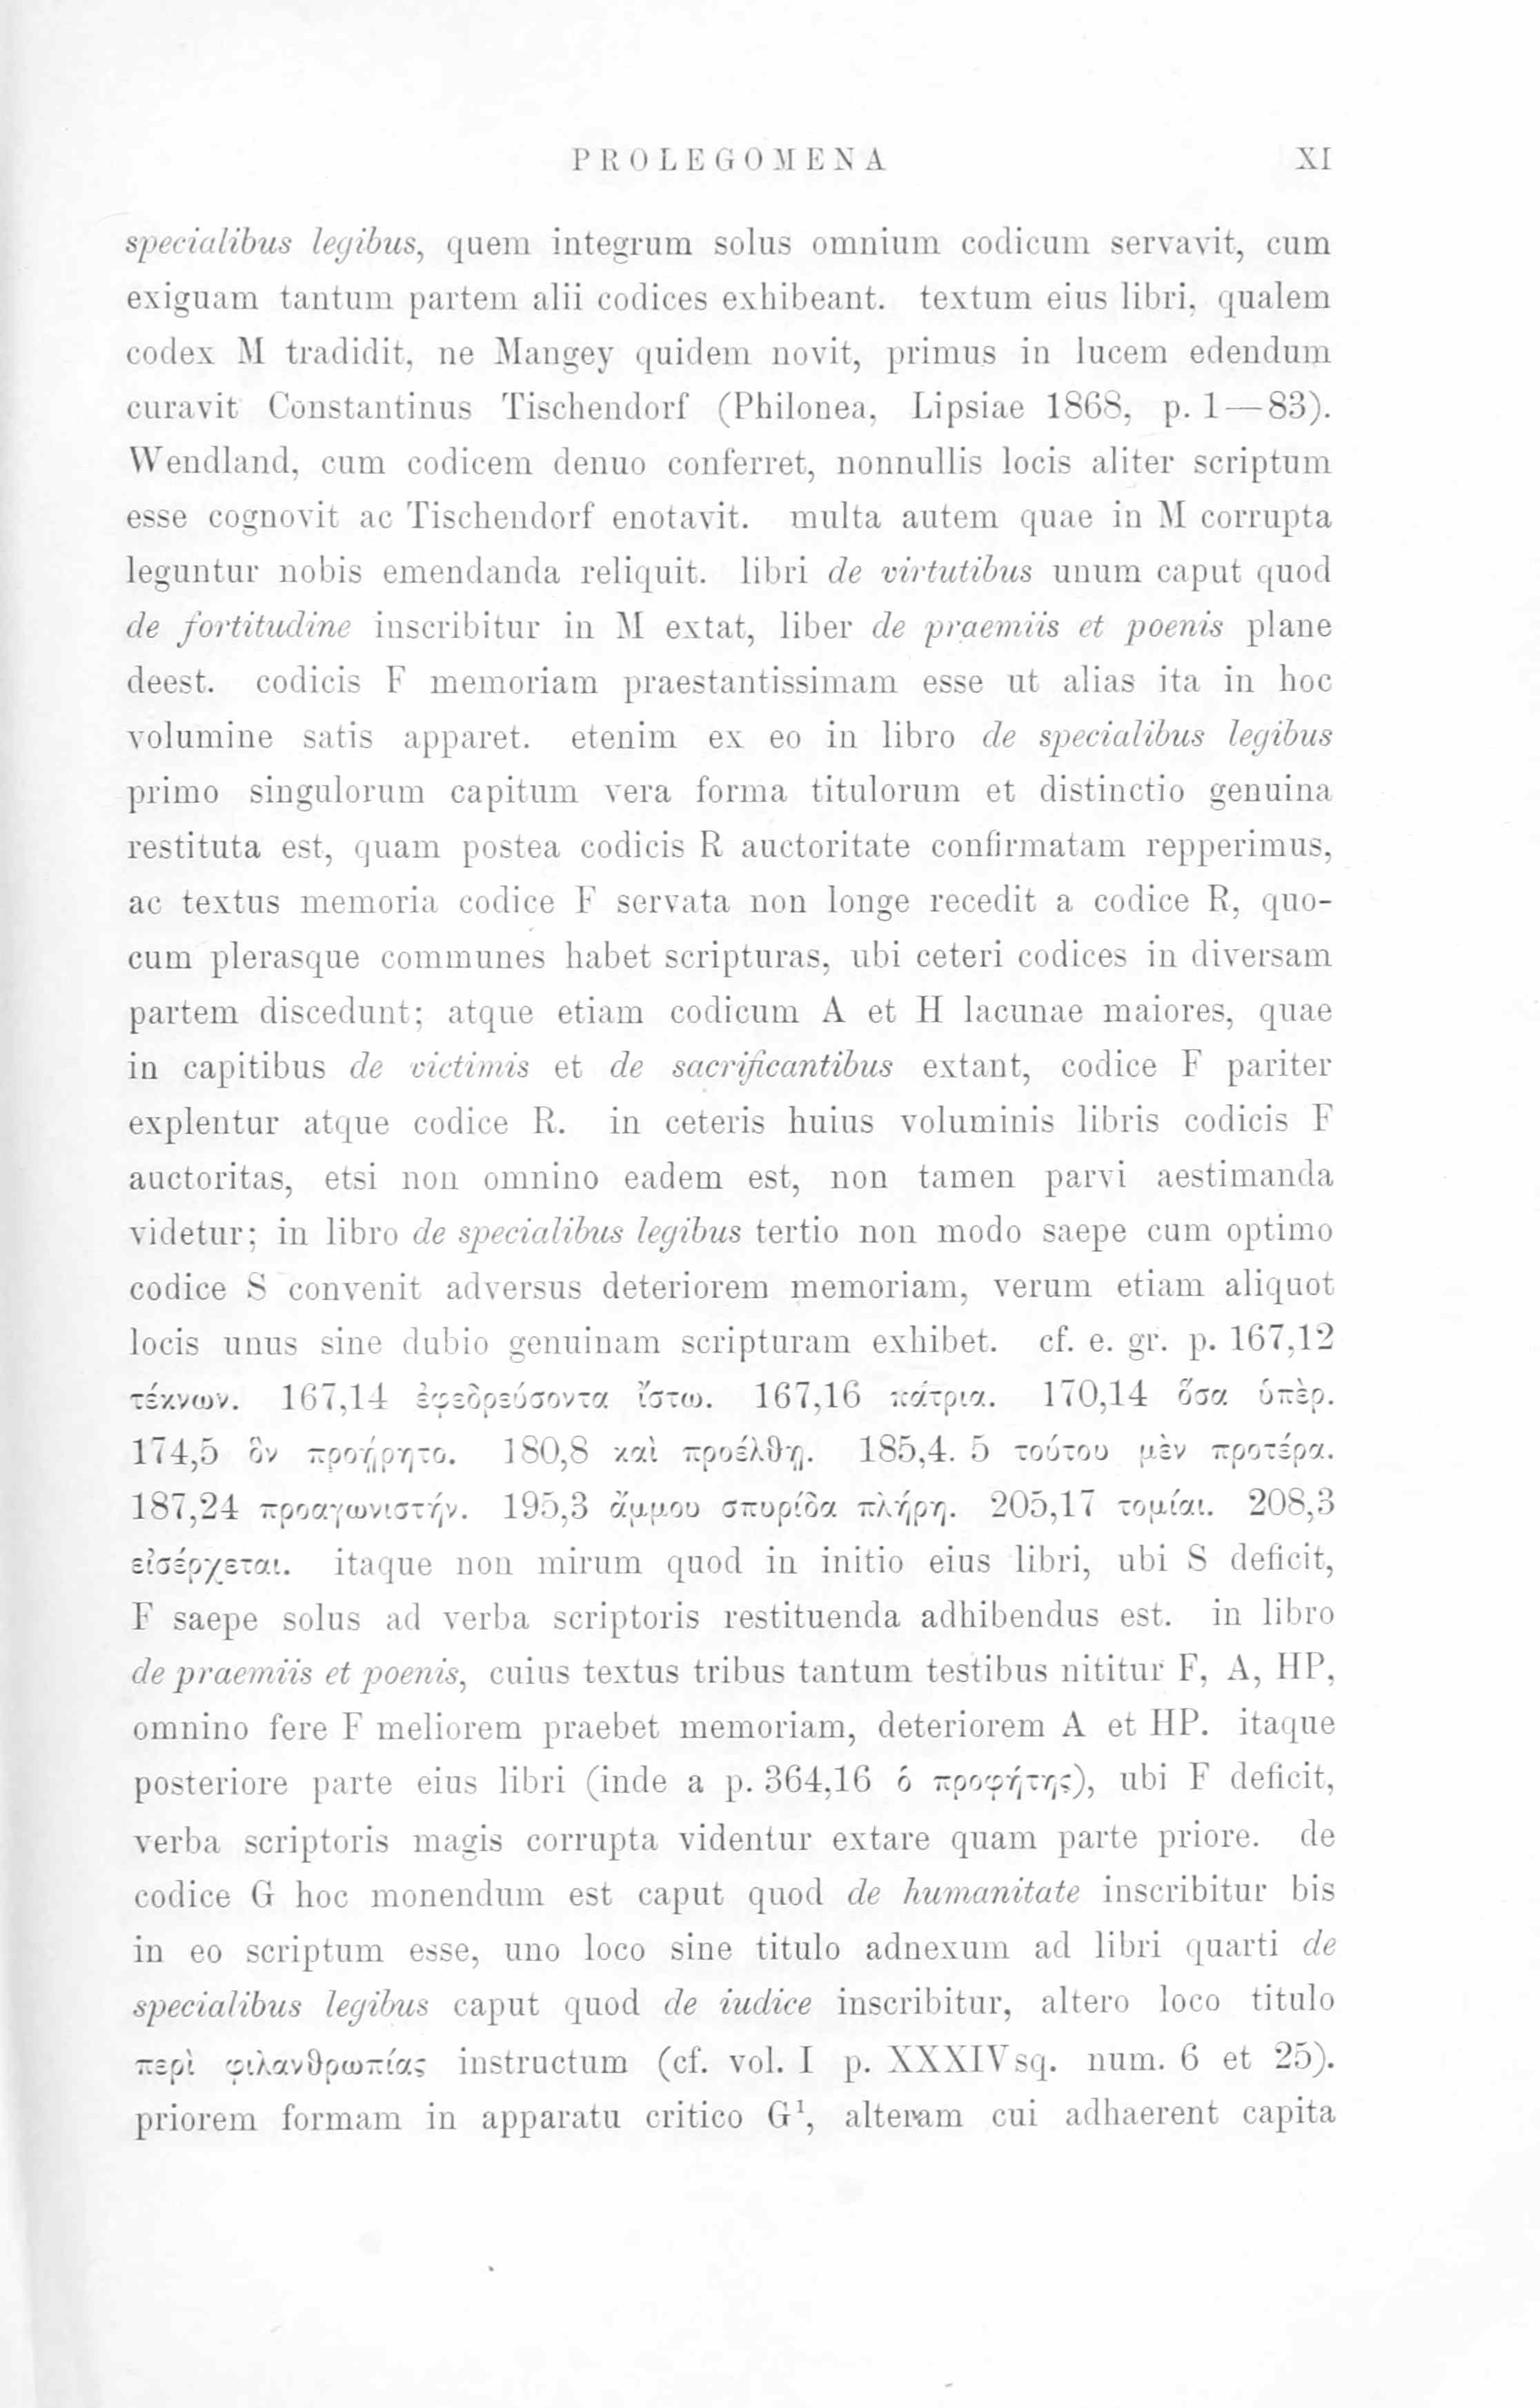 PROLEGOMENA XI
specialibus legibus, quem integrum solus omnium codicum servavit, cum
exiguam tantum partem alii codices exhibeant. textum eius libri, qualem
codex M tradidit, ne Mangey quidem novit, primus in lucem edendum
curavit Constantinus Tischendorf (Philonea, Lipsiae 1868, p. 1—83).
Wendland, cum codicem denuo conferret, nonnullis locis aliter scriptum
esse cognovit ac Tischendorf enotavit. multa autem quae in M corrupta
leguntur nobis emendanda reliquit. libri de virtutibus unum caput quod
de fortitudine inscribitur in M extat, liber de praemiis et poenis plane
deest. codicis F memoriam praestantissimam esse ut alias ita in hoc
volumine satis apparet. etenim ex eo in libro de specialibus legibus
primo singulorum capitum vera forma titulorum et distinctio genuina
restituta est, quam postea codicis R auctoritate confirmatam repperimus,
ac textus memoria codice F servata non longe recedit a codice R, quo-
cum plerasque communes habet scripturas, ubi ceteri codices in diversam
partem discedunt; atque etiam codicum A et H lacunae maiores, quae
in capitibus de victimis et de sacrificantibus extant, codice F pariter
explentur atque codice R. in ceteris huius voluminis libris codicis F
auctoritas, etsi non omnino eadem est, non tamen parvi aestimanda
videtur; in libro de specialibus legibus tertio non modo saepe cum optimo
codice S convenit adversus deteriorem memoriam, verum etiam aliquot
locis unus sine dubio genuinam scripturam exhibet. cf. e. gr. p. 167,12
τέκνων. 167,14 ἐφεδρεύσοντα ἴστω. 167,16 πάτρια. 170,14 ὅσα ὑπὲρ.
174,5 ὃν προῄρητο. 180,8 καὶ προέλθῃ. 185,4. 5 τούτου μὲν προτέρα.
187,24 προαγωνιστήν. 195,3 ἄμμου σπυρίδα πλήρη. 205,17 τομίαι. 208,3
εἰσέρχεται. itaque non mirum quod in initio eius libri, ubi S deficit,
F saepe solus ad verba scriptoris restituenda adhibendus est. in libro
de praemiis et poenis, cuius textus tribus tantum testibus nititur F, A, HP,
omnino fere F meliorem praebet memoriam, deteriorem A et HP. itaque
posteriore parte eius libri (inde a p. 364,16 ὁ προφήτης), ubi F deficit,
verba scriptoris magis corrupta videntur extare quam parte priore. de
codice G hoc monendum est caput quod de humanitate inscribitur bis
in eo scriptum esse, uno loco sine titulo adnexum ad libri quarti de
specialibus legibus caput quod de iudice inscribitur, altero loco titulo
περὶ φιλανθρωπίας instructum (cf. vol. I p. XXXIV sq. num. 6 et 25).
priorem formam in apparatu critico G¹, alteram cui adhaerent capita